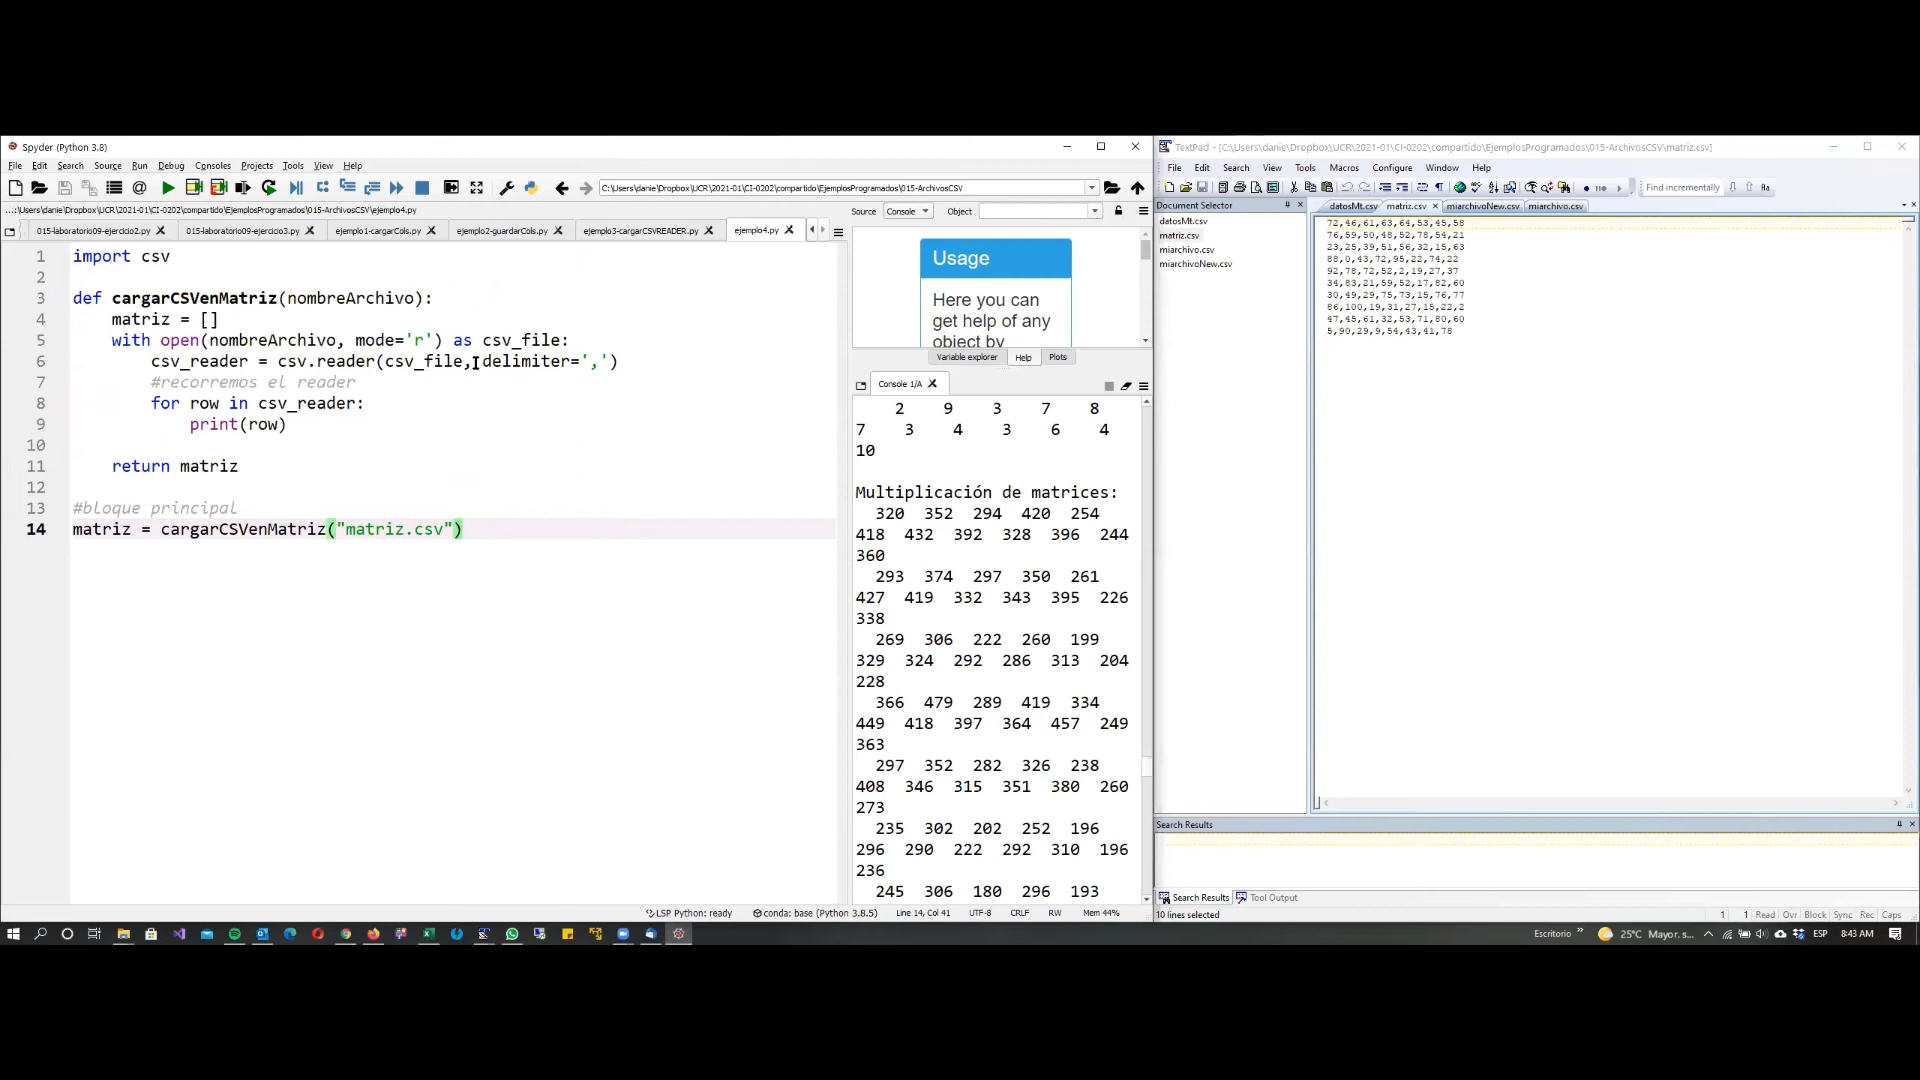 Spyder (Python 3.8)
File Edit Search Source Run Debug Consoles Projects Tools View Help
C:\Users\danie\Dropbox\UCR\2021-01\CI-0202\compartido\EjemplosProgramados\015-ArchivosCSV
...:\Users\danie\Dropbox\UCR\2021-01\CI-0202\compartido\EjemplosProgramados\015-ArchivosCSV\ejemplo4.py
015-laboratorio09-ejercicio2.py 015-laboratorio09-ejercicio3.py ejemplo1-cargarCols.py ejemplo2-guardarCols.py ejemplo3-cargarCSVREADER.py ejemplo4.py
1 import csv
2
3 def cargarCSVenMatriz(nombreArchivo):
4 matriz = []
5 with open(nombreArchivo, mode='r') as csv_file:
6 csv_reader = csv.reader(csv_file, delimiter=',')
7 #recorremos el reader
8 for row in csv_reader:
9 print(row)
10
11 return matriz
12
13 #bloque principal
14 matriz = cargarCSVenMatriz("matriz.csv")
Source Console Object
Usage
Here you can
get help of any
object by
Variable explorer Help Plots
Console 1/A
2 9 3 7 8
7 3 4 3 6 4
10
Multiplicación de matrices:
320 352 294 420 254
418 432 392 328 396 244
360
293 374 297 350 261
427 419 332 343 395 226
338
269 306 222 260 199
329 324 292 286 313 204
228
366 479 289 419 334
449 418 397 364 457 249
363
297 352 282 326 238
408 346 315 351 380 260
273
235 302 202 252 196
296 290 222 292 310 196
236
245 306 180 296 193
LSP Python: ready conda: base (Python 3.8.5) Line 14, Col 41 UTF-8 CRLF RW Mem 44%
TextPad - [C:\Users\danie\Dropbox\UCR\2021-01\CI-0202\compartido\EjemplosProgramados\015-ArchivosCSV\matriz.csv]
File Edit Search View Tools Macros Configure Window Help
Find incrementally
Document Selector
datosMt.csv
matriz.csv
miarchivo.csv
miarchivoNew.csv
datosMt.csv matriz.csv miarchivoNew.csv miarchivo.csv
72,46,61,63,64,53,45,58
76,59,50,48,52,78,54,21
23,25,39,51,56,32,15,63
88,0,43,72,95,22,74,22
92,78,72,52,2,19,27,37
34,83,21,59,52,17,82,60
30,49,29,75,73,15,76,77
86,100,19,31,27,15,22,2
47,45,61,32,53,71,80,60
5,90,29,9,54,43,41,78
Search Results
Search Results Tool Output
10 lines selected 1 1 Read Ovr Block Sync Rec Caps
Escritorio 25°C Mayor. s... ESP 8:43 AM